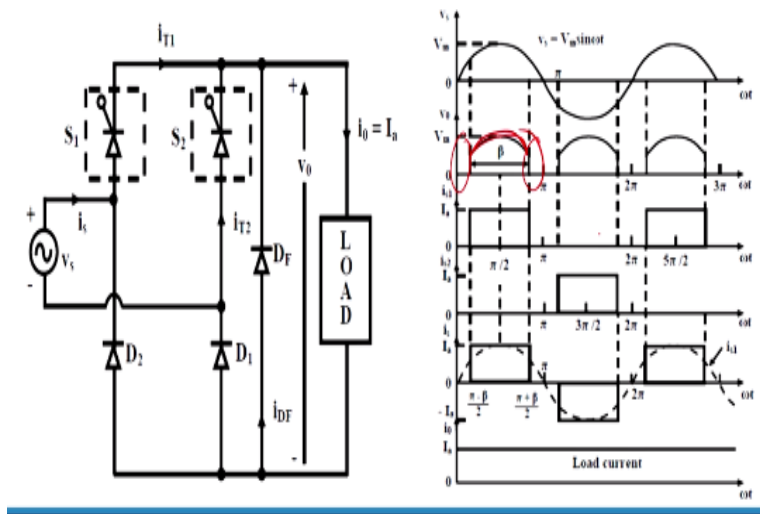 iT1
S1
S2
+
i0 = Ia
v0
+
is
vs
-
iT2
DF
LOAD
D2
D1
iDF
-
vs
Vm
vs = Vmsinωt
0
π
ωt
v0
Vm
β
0
π
2π
3π
ωt
Ia
0
π/2
π
2π
5π/2
ωt
Ia
0
π
3π/2
2π
ωt
Ia
is1
π
0
2π
ωt
π - β
2
π + β
2
- Ia
i0
Ia
Load current
0
ωt